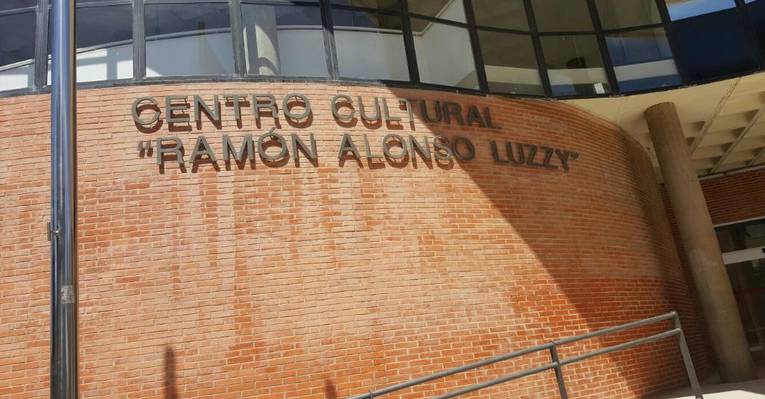 CENTRO CULTURAL
"RAMÓN ALONSO LUZZY"